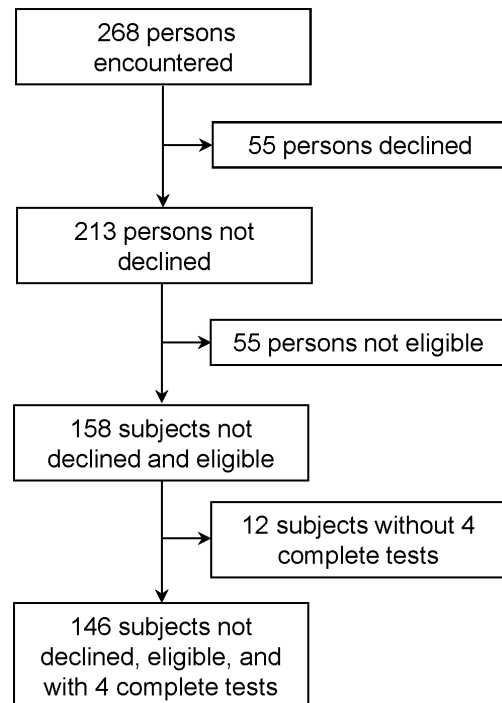 268 persons
encountered
55 persons declined
213 persons not
declined
55 persons not eligible
158 subjects not
declined and eligible
12 subjects without 4
complete tests
146 subjects not
declined, eligible, and
with 4 complete tests